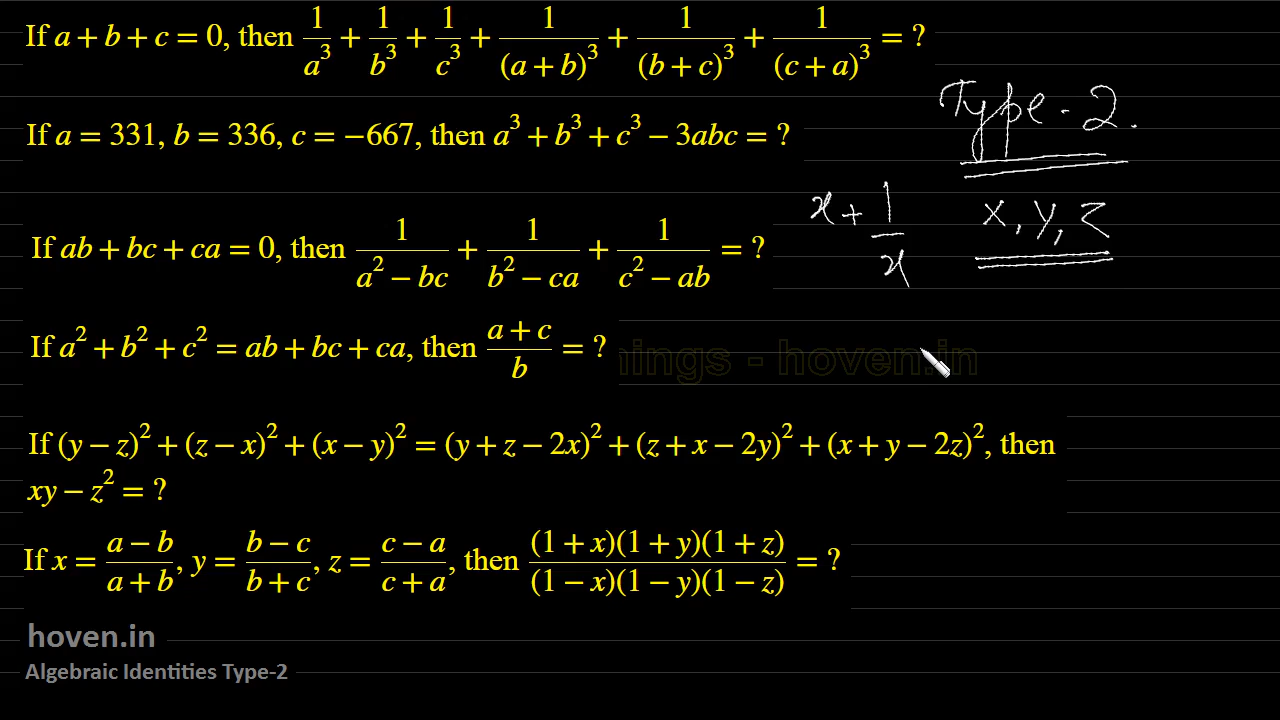 If a + b + c = 0, then 1/a³ + 1/b³ + 1/c³ + 1/(a + b)³ + 1/(b + c)³ + 1/(c + a)³ = ?
Type-2.
If a = 331, b = 336, c = −667, then a³ + b³ + c³ − 3abc = ?
x + 1/x
x, y, z
If ab + bc + ca = 0, then 1/(a² − bc) + 1/(b² − ca) + 1/(c² − ab) = ?
If a² + b² + c² = ab + bc + ca, then (a + c)/b = ?
nings - hoven.in
If (y − z)² + (z − x)² + (x − y)² = (y + z − 2x)² + (z + x − 2y)² + (x + y − 2z)², then
xy − z² = ?
If x = (a − b)/(a + b), y = (b − c)/(b + c), z = (c − a)/(c + a), then (1 + x)(1 + y)(1 + z)/(1 − x)(1 − y)(1 − z) = ?
hoven.in
Algebraic Identities Type-2